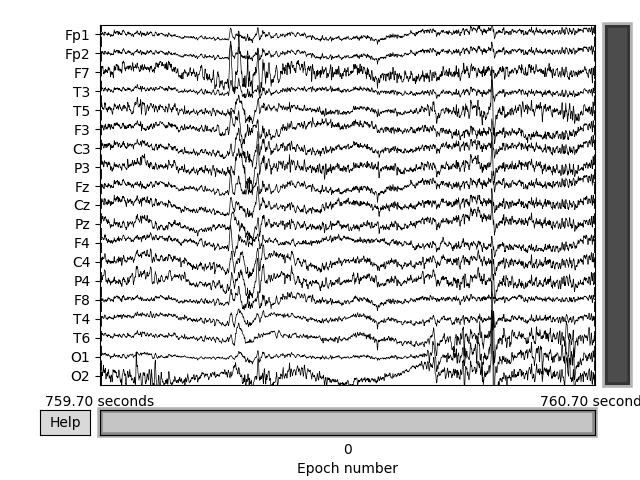 Fp1
Fp2
F7
T3
T5
F3
C3
P3
Fz
Cz
Pz
F4
C4
P4
F8
T4
T6
O1
O2
759.70 seconds 760.70 second
Help
0
Epoch number